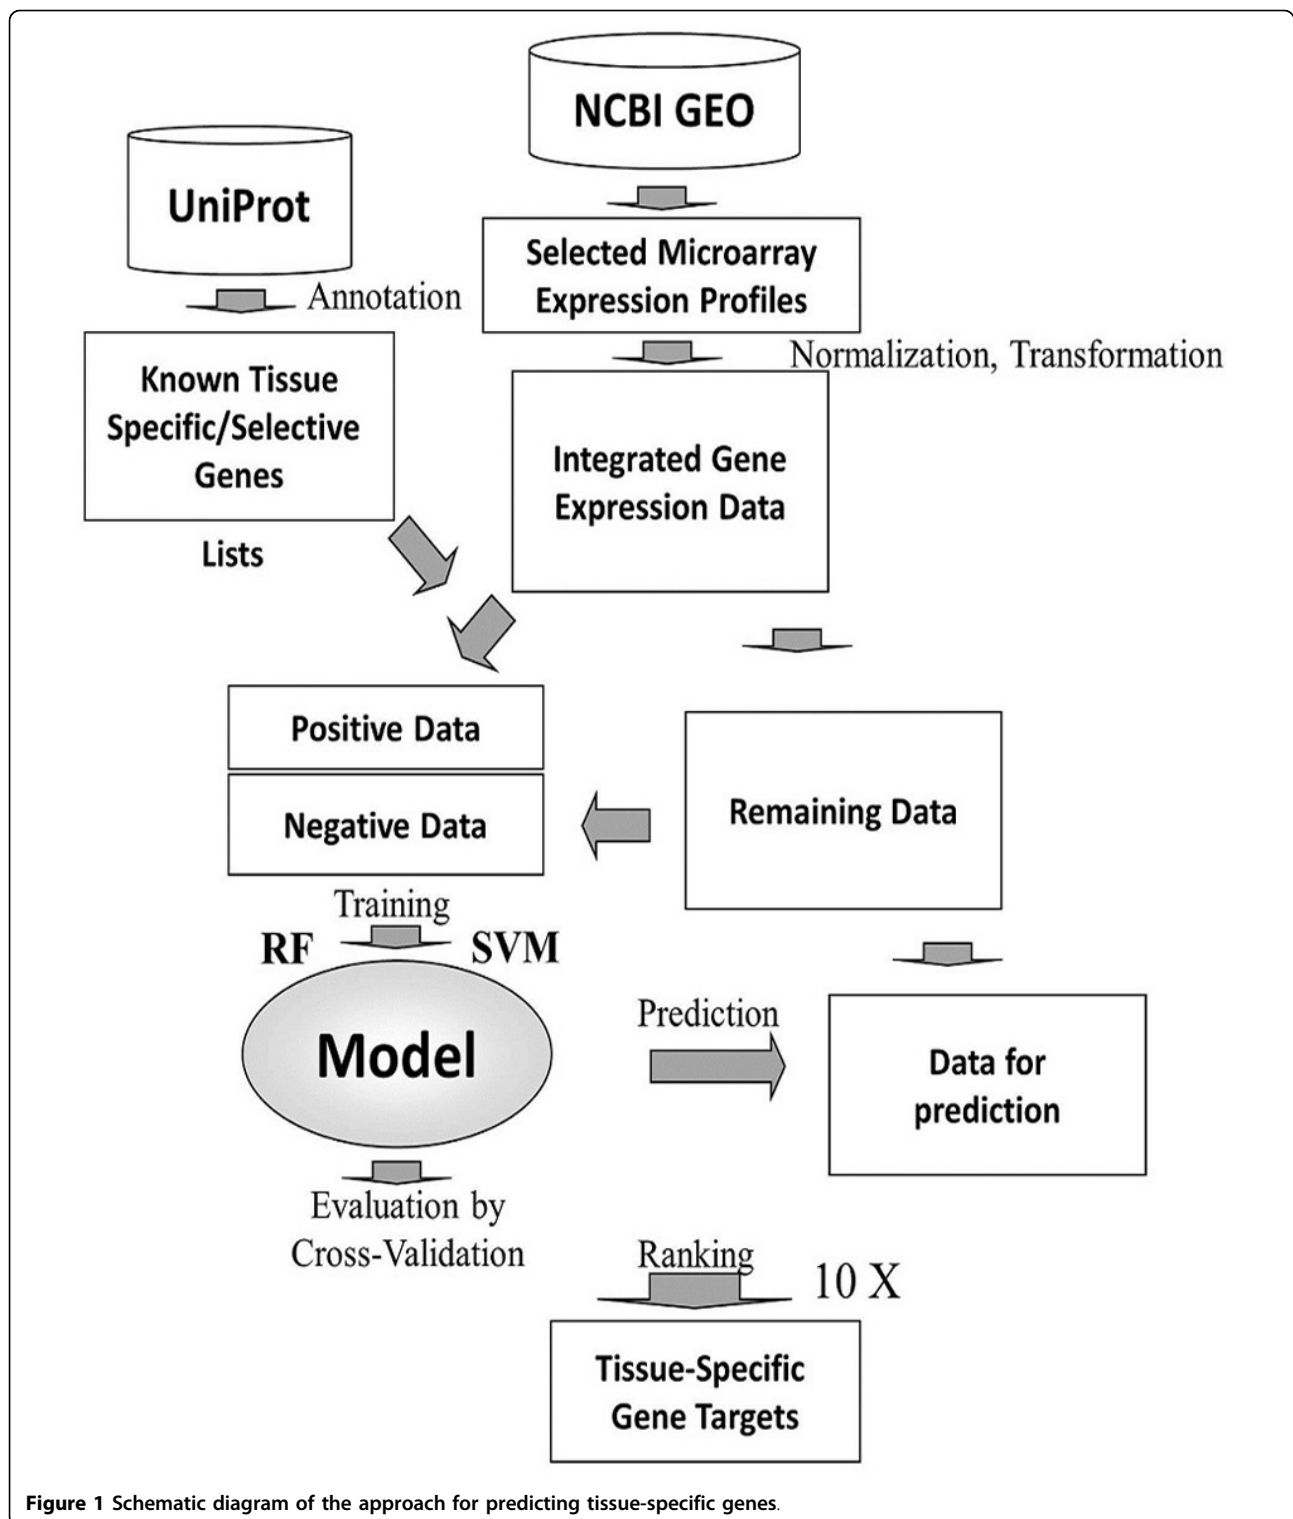 NCBI GEO
UniProt
Selected Microarray
Expression Profiles
Annotation
Normalization, Transformation
Known Tissue
Specific/Selective
Genes
Integrated Gene
Expression Data
Lists
Positive Data
Negative Data
Remaining Data
Training
RF
SVM
Model
Prediction
Data for
prediction
Evaluation by
Cross-Validation
Ranking
10 X
Tissue-Specific
Gene Targets
Figure 1 Schematic diagram of the approach for predicting tissue-specific genes.